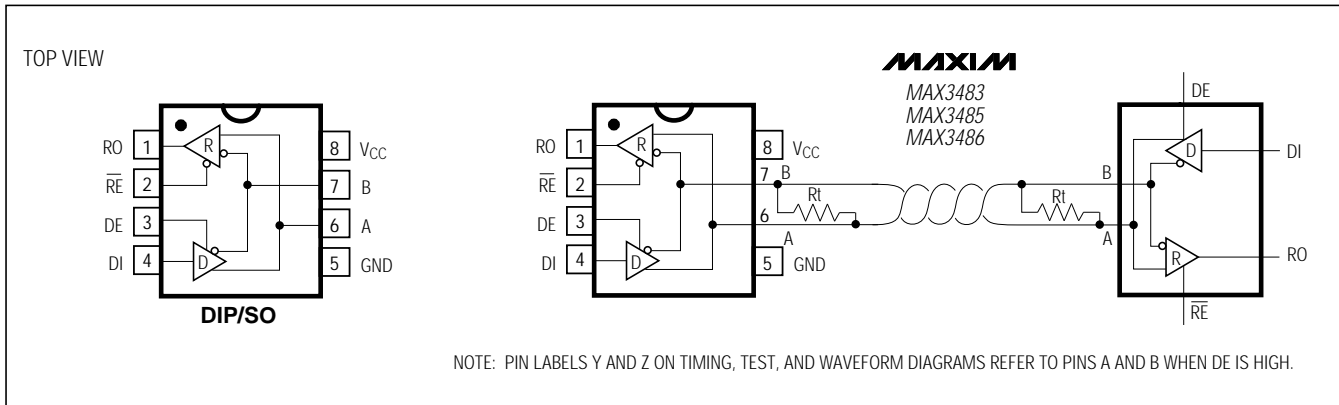 TOP VIEW
RO 1
R
8 VCC
RE 2
7 B
DE 3
6 A
DI 4
D
5 GND
DIP/SO
MAXIM
MAX3483
MAX3485
MAX3486
RO 1
R
8 VCC
RE 2
7 B
Rt
DE 3
6 A
DI 4
D
5 GND
DE
D
DI
B
Rt
A
R
RO
RE
NOTE: PIN LABELS Y AND Z ON TIMING, TEST, AND WAVEFORM DIAGRAMS REFER TO PINS A AND B WHEN DE IS HIGH.